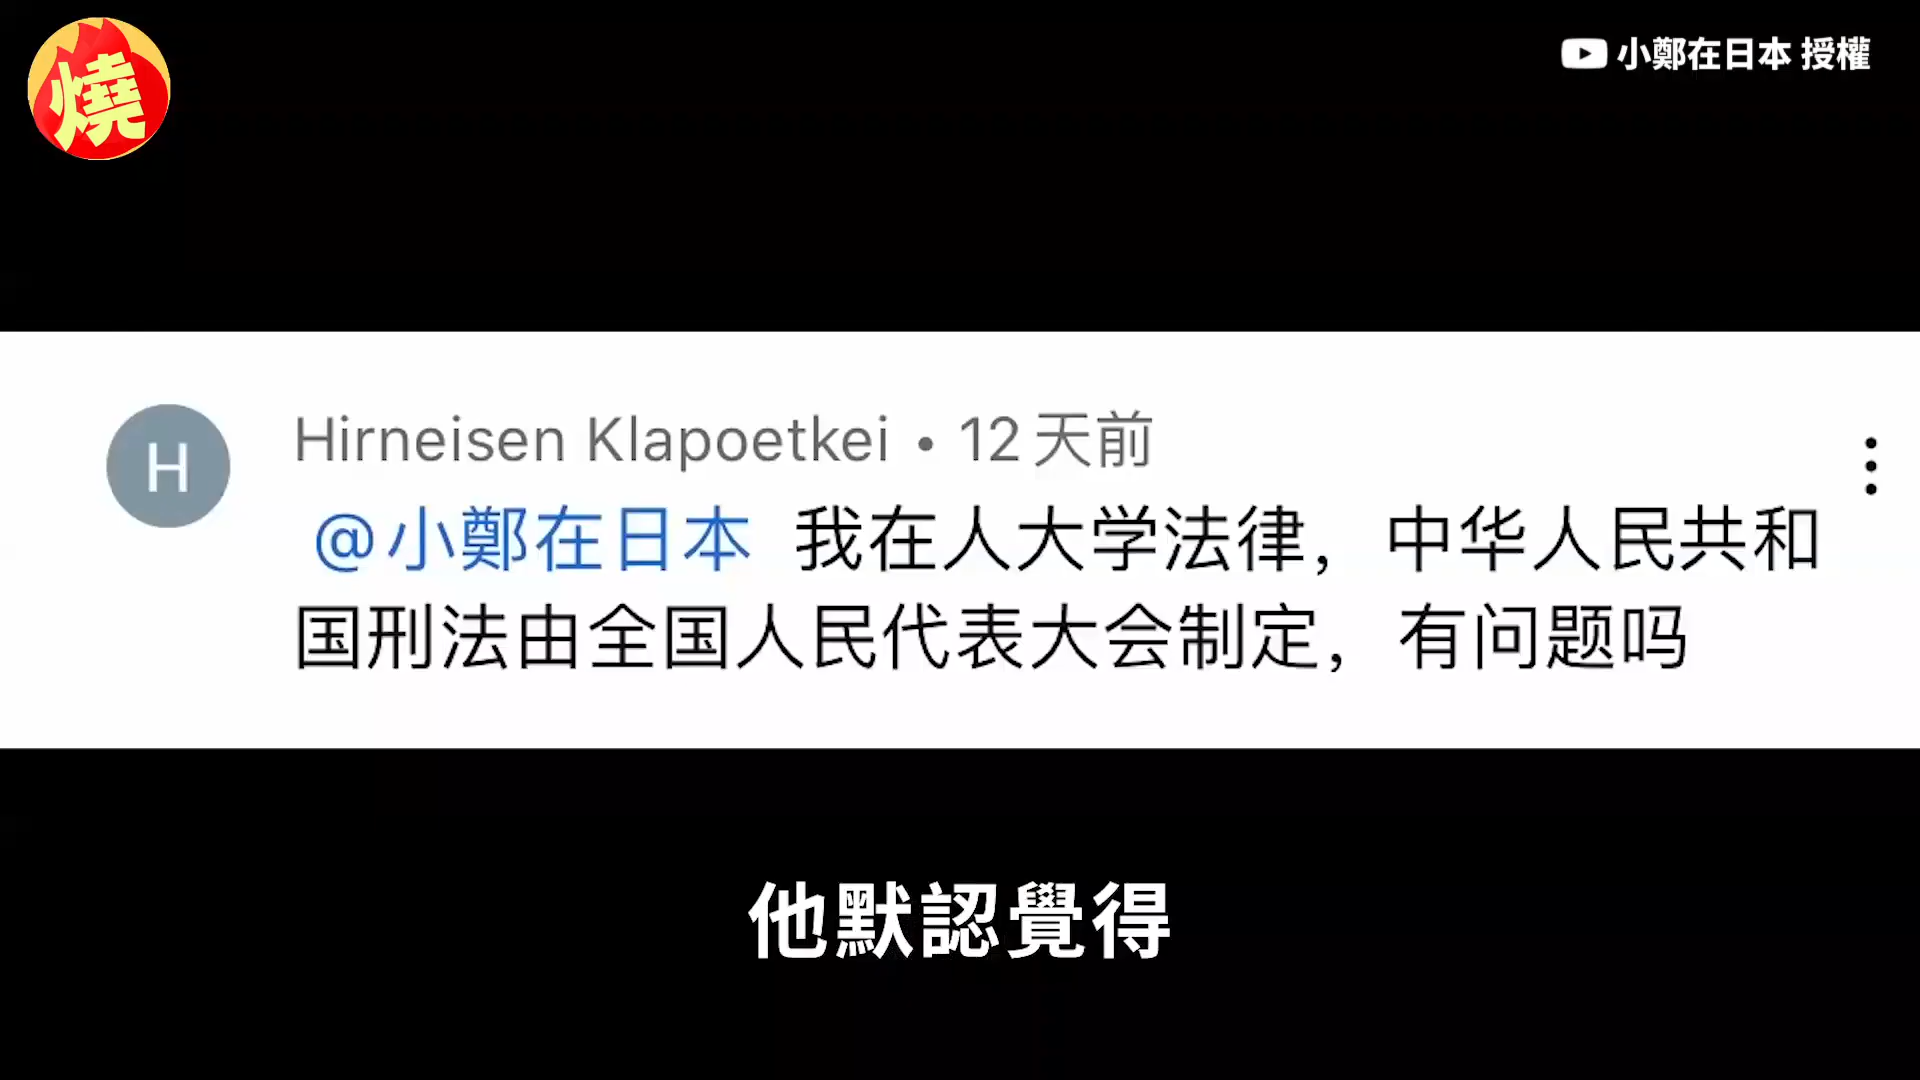 燒
小鄭在日本 授權
H
Hirneisen Klapoetkei • 12天前
@小鄭在日本 我在人大学法律，中华人民共和
国刑法由全国人民代表大会制定，有问题吗
他默認覺得